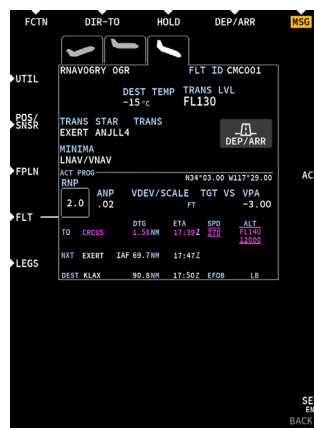 FCTN DIR-TO HOLD DEP/ARR MSG
RNAV06RY 06R FLT ID CMC001
UTIL
DEST TEMP TRANS LVL
-15°C FL130
POS/
SNSR
TRANS STAR TRANS
EXERT ANJLL4
DEP/ARR
MINIMA
LNAV/VNAV
FPLN
ACT PROG N34°03.00 W117°29.00
AC
RNP
ANP VDEV/SCALE TGT VS VPA
2.0 .02 FT -3.00
FLT
DTG ETA SPD ALT
TO CRCUS 1.58NM 17:39Z 270 FL140
12000
NXT EXERT IAF 69.7NM 17:47Z
LEGS
DEST KLAX 90.8NM 17:50Z EFOB LB
SE
EN
BACK